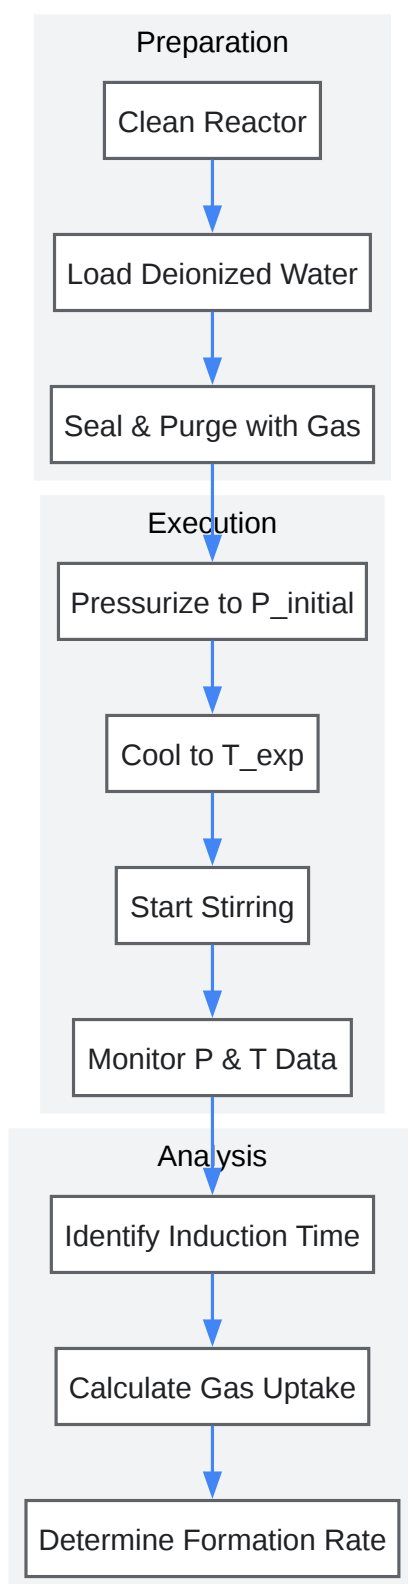 Preparation
Clean Reactor
Load Deionized Water
Seal & Purge with Gas
Execution
Pressurize to P_initial
Cool to T_exp
Start Stirring
Monitor P & T Data
Analysis
Identify Induction Time
Calculate Gas Uptake
Determine Formation Rate